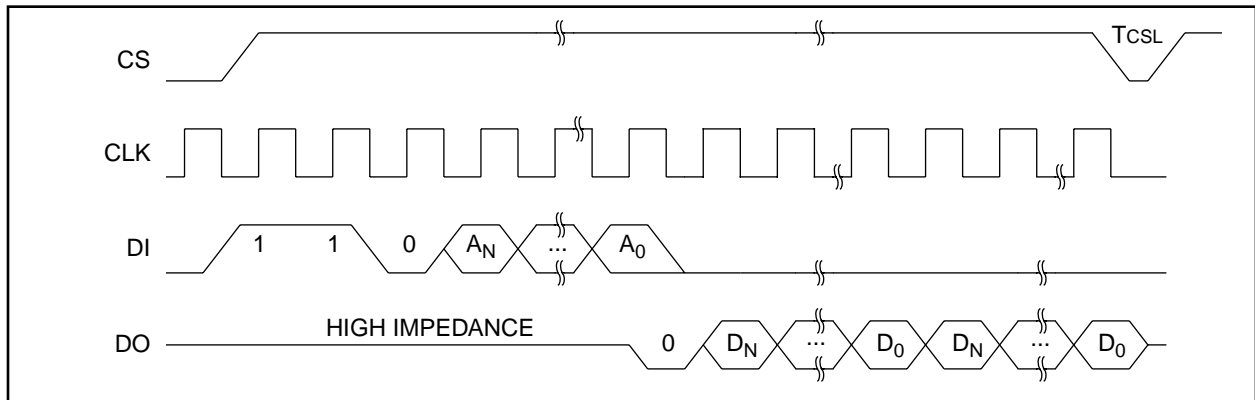 CS TCSL
CLK
DI 1 1 0 AN ... A0
DO HIGH IMPEDANCE 0 DN ... D0 DN ... D0